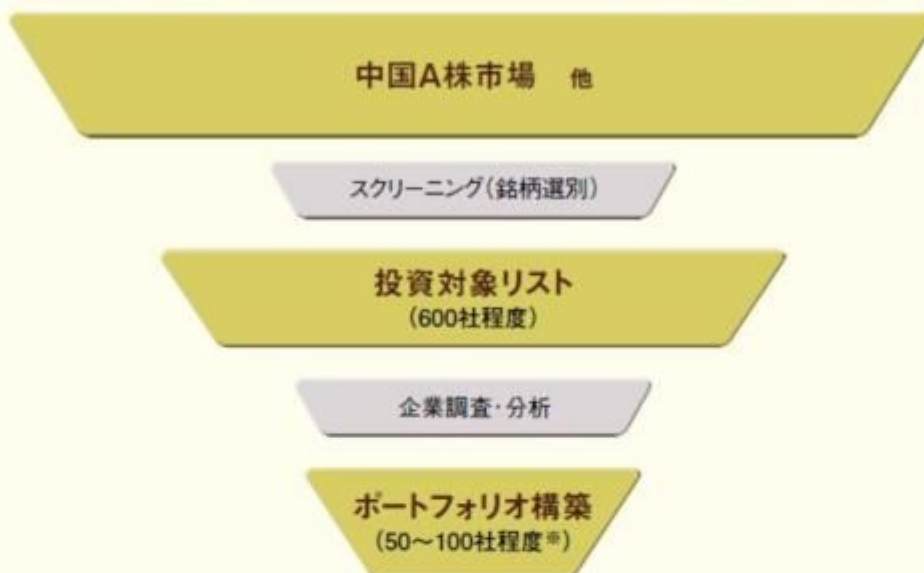 中国A株市場　他
スクリーニング(銘柄選別)
投資対象リスト
(600社程度)
企業調査・分析
ポートフォリオ構築
(50〜100社程度※)